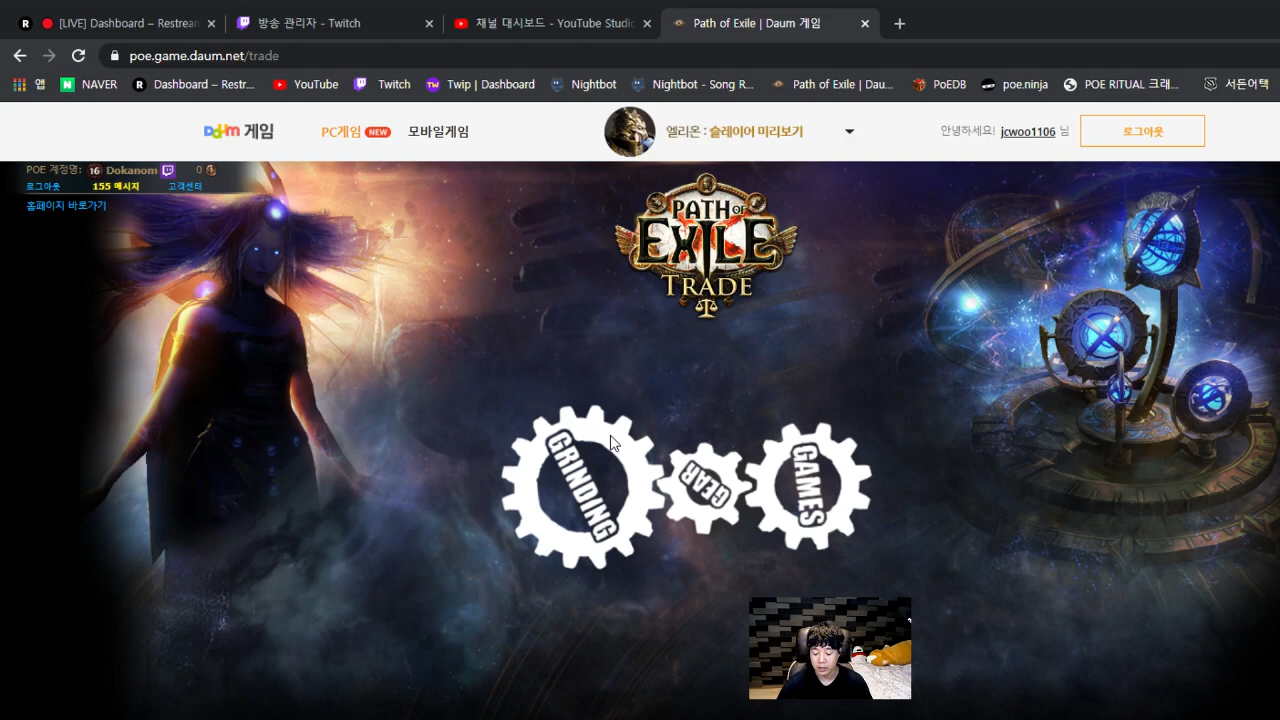 [LIVE] Dashboard – Restrean
방송 관리자 - Twitch
채널 대시보드 - YouTube Studio
Path of Exile | Daum 게임
poe.game.daum.net/trade
앱
NAVER
Dashboard – Restr...
YouTube
Twitch
Twip | Dashboard
Nightbot
Nightbot - Song R...
Path of Exile | Dau...
PoEDB
poe.ninja
POE RITUAL 크래...
서든어택
Daum 게임
PC게임 NEW
모바일게임
엘리온 : 슬레이어 미리보기
안녕하세요! jcwoo1106 님
로그아웃
POE 계정명: 16 Dokanom 0
로그아웃 155 메시지 고객센터
홈페이지 바로가기
PATH OF
EXILE
TRADE
GRINDING
GEAR
GAMES